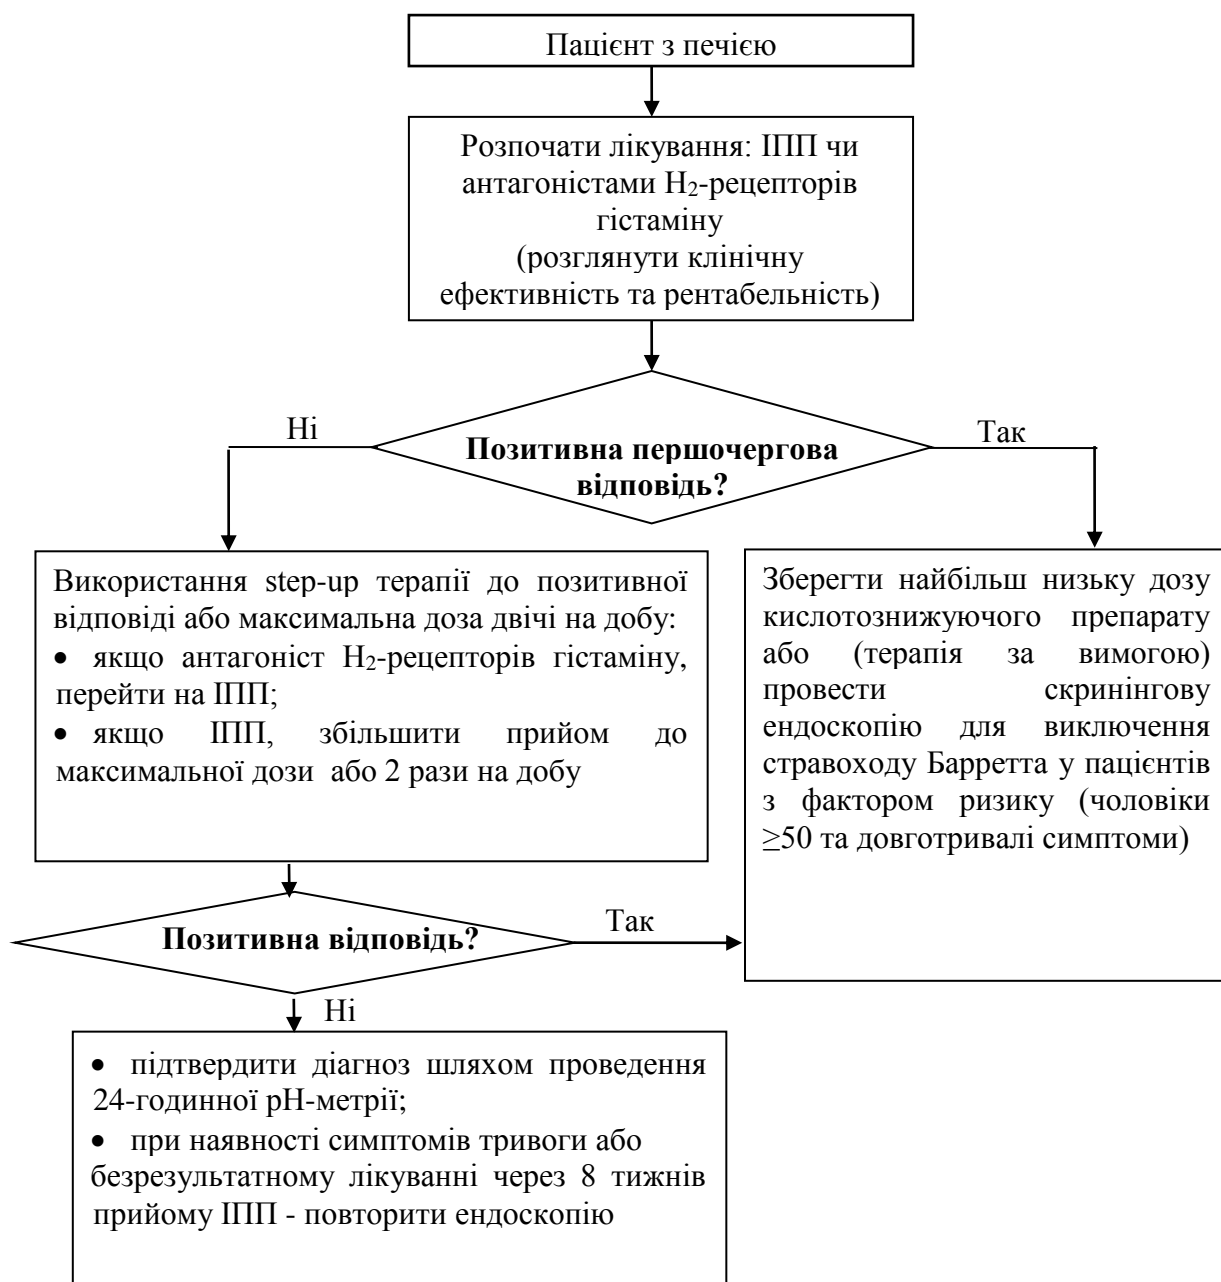 Пацієнт з печією
Розпочати лікування: ІПП чи
антагоністами H₂-рецепторів
гістаміну
(розглянути клінічну
ефективність та рентабельність)
Ні
Так
Позитивна першочергова
відповідь?
Використання step-up терапії до позитивної
відповіді або максимальна доза двічі на добу:
• якщо антагоніст H₂-рецепторів гістаміну,
перейти на ІПП;
• якщо ІПП, збільшити прийом до
максимальної дози або 2 рази на добу
Зберегти найбільш низьку дозу
кислотознижуючого препарату
або (терапія за вимогою)
провести скринінгову
ендоскопію для виключення
стравоходу Барретта у пацієнтів
з фактором ризику (чоловіки
≥50 та довготривалі симптоми)
Позитивна відповідь?
Так
Ні
• підтвердити діагноз шляхом проведення
24-годинної рН-метрії;
• при наявності симптомів тривоги або
безрезультатному лікуванні через 8 тижнів
прийому ІПП - повторити ендоскопію